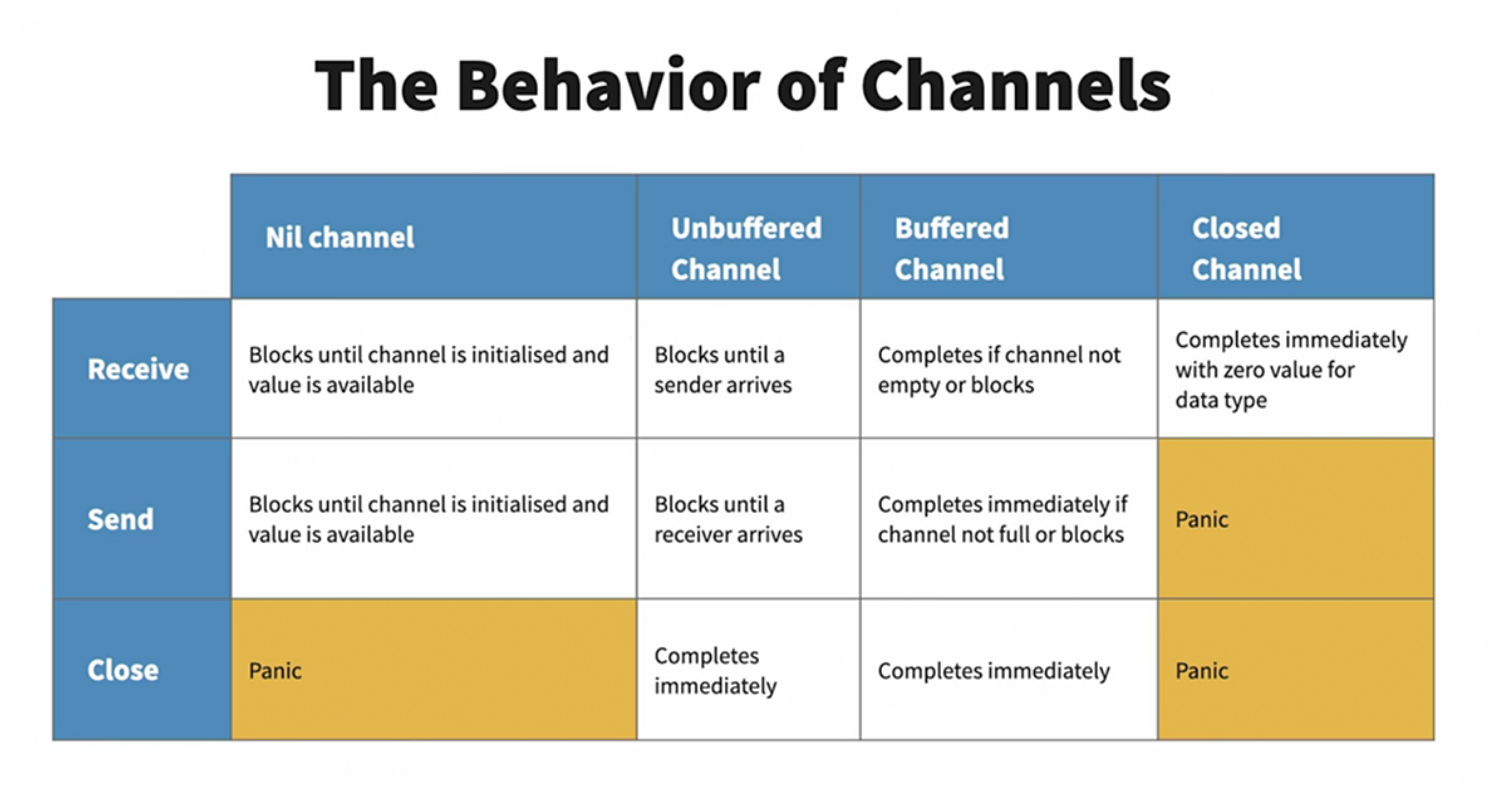 The Behavior of Channels
Nil channel
Unbuffered
Channel
Buffered
Channel
Closed
Channel
Receive
Blocks until channel is initialised and
value is available
Blocks until a
sender arrives
Completes if channel not
empty or blocks
Completes immediately
with zero value for
data type
Send
Blocks until channel is initialised and
value is available
Blocks until a
receiver arrives
Completes immediately if
channel not full or blocks
Panic
Close
Panic
Completes
immediately
Completes immediately
Panic